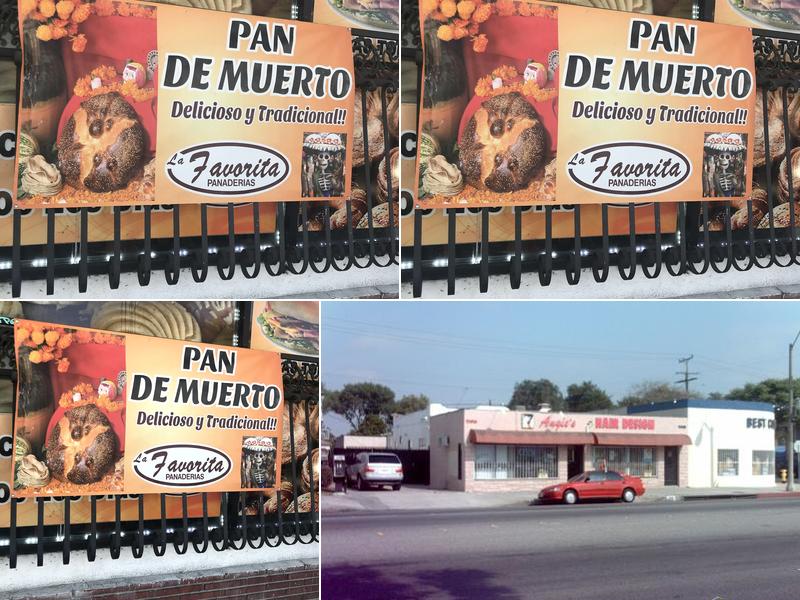 PAN
DE MUERTO
Delicioso y Tradicional!!
La Favorita
PANADERIAS
PAN
DE MUERTO
Delicioso y Tradicional!!
La Favorita
PANADERIAS
PAN
DE MUERTO
Delicioso y Tradicional!!
La Favorita
PANADERIAS
Angie's HAIR DESIGN
BEST